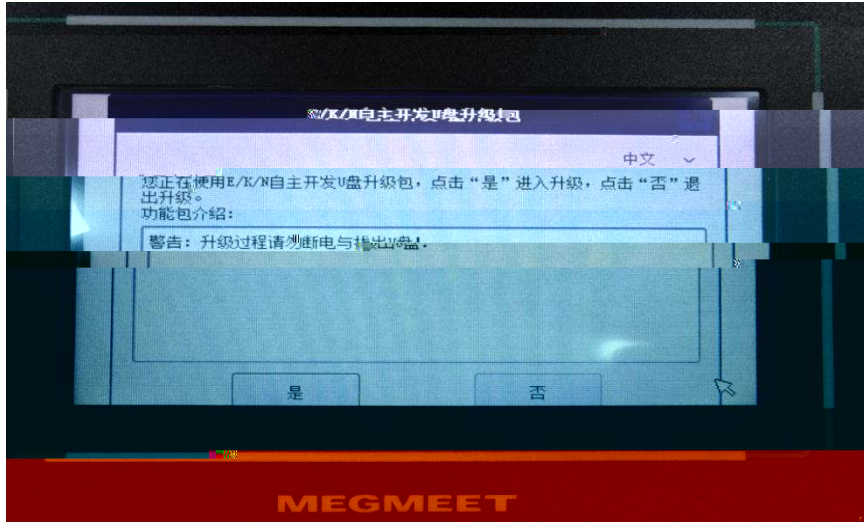 E/K/N自主开发U盘升级包
中文
您正在使用E/K/N自主开发U盘升级包，点击“是”进入升级，点击“否”退
出升级。
功能包介绍：
警告：升级过程请勿断电与拔出U盘！
是
否
MEGMEET